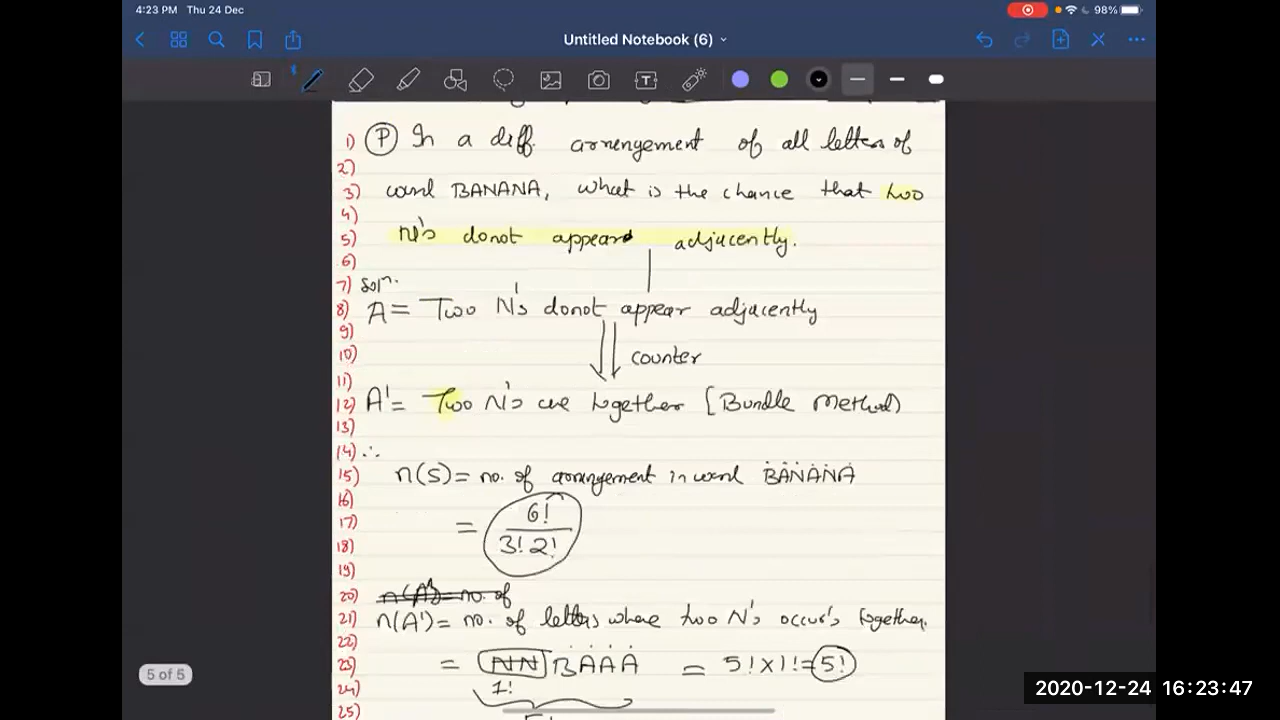 4:23 PM Thu 24 Dec
98%
Untitled Notebook (6)
1) (P) In a diff. arrengement of all letters of
2)
3) word BANANA, what is the chance that two
4)
5) N's donot appear adjacently.
6)
7) soln.
8) A = Two N's donot appear adjacently
9)
10) counter
11)
12) A' = Two N's are together [Bundle Method]
13)
14) ∴
15) n(S) = no. of arrengement in word BANANA
16)
17) = 6!
18) 3! 2!
19)
20) n(A') = no. of
21) n(A') = no. of letters where two N's occur's together.
22)
23) = NN BAAA = 5! x 1! = 5!
24) 1!
25) 5!
5 of 5
2020-12-24 16:23:47